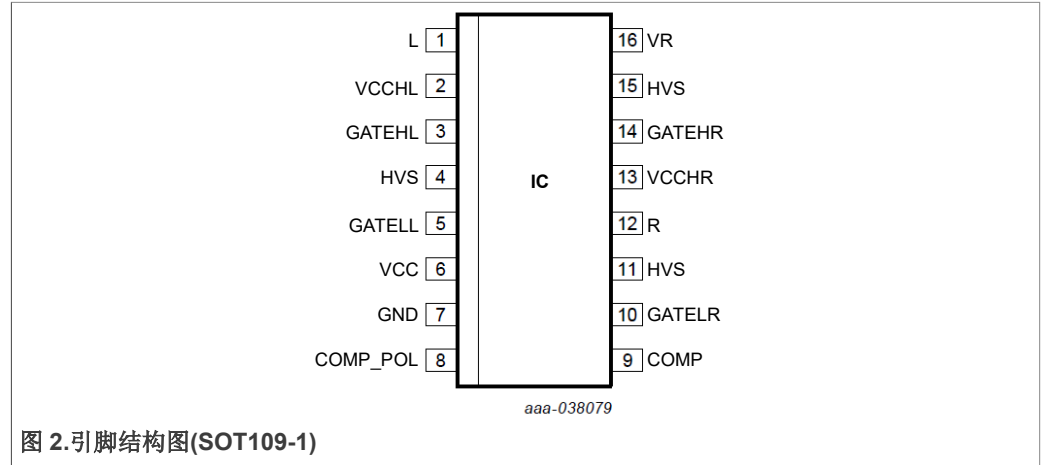 L 1 16 VR
VCCHL 2 15 HVS
GATEHL 3 14 GATEHR
HVS 4 IC 13 VCCHR
GATELL 5 12 R
VCC 6 11 HVS
GND 7 10 GATELR
COMP_POL 8 9 COMP
aaa-038079
图 2.引脚结构图(SOT109-1)